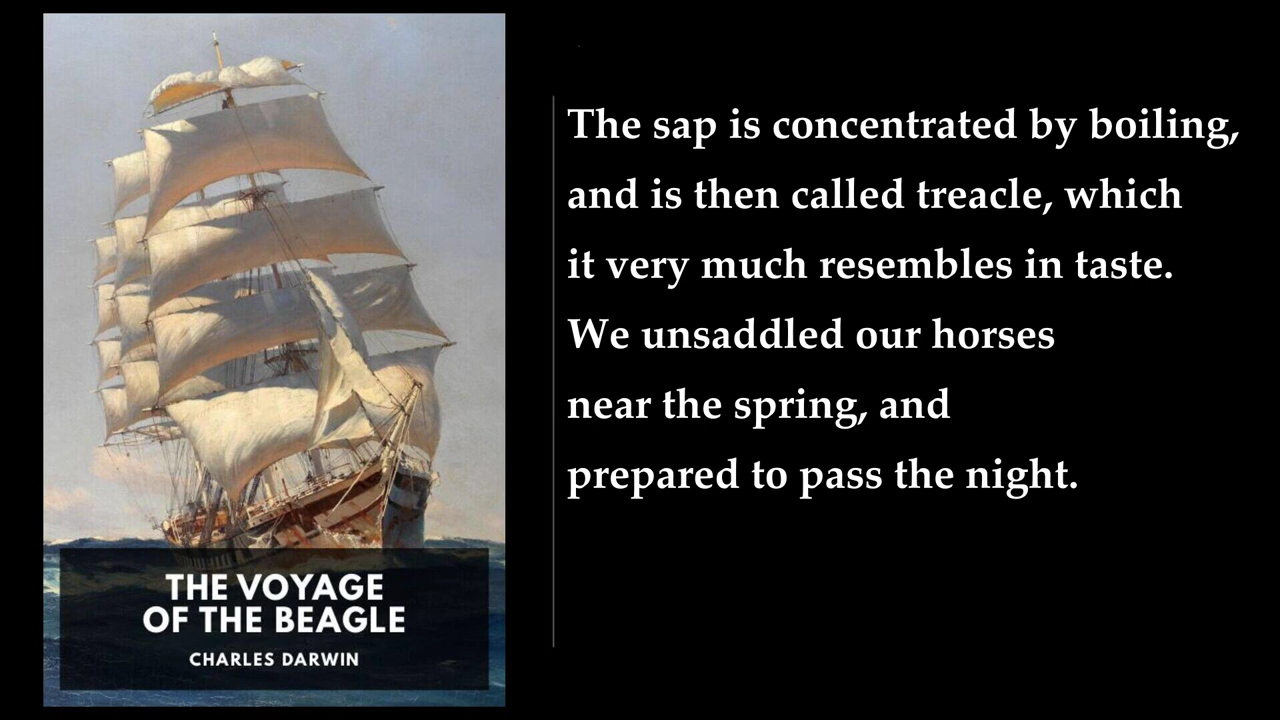 THE VOYAGE
OF THE BEAGLE
CHARLES DARWIN
The sap is concentrated by boiling,
and is then called treacle, which
it very much resembles in taste.
We unsaddled our horses
near the spring, and
prepared to pass the night.